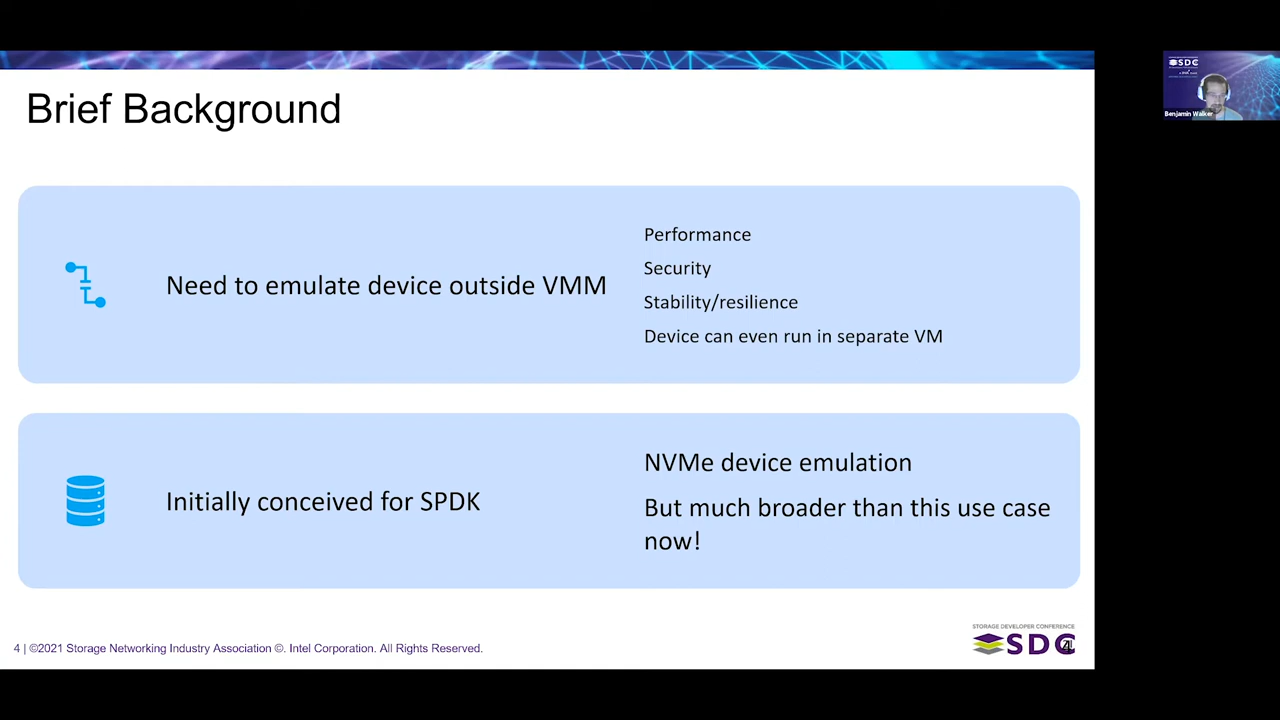 Brief Background
Need to emulate device outside VMM
Performance
Security
Stability/resilience
Device can even run in separate VM
Initially conceived for SPDK
NVMe device emulation
But much broader than this use case
now!
4 | ©2021 Storage Networking Industry Association ©. Intel Corporation. All Rights Reserved.
STORAGE DEVELOPER CONFERENCE
SDC
4
SDC
Benjamin Walker